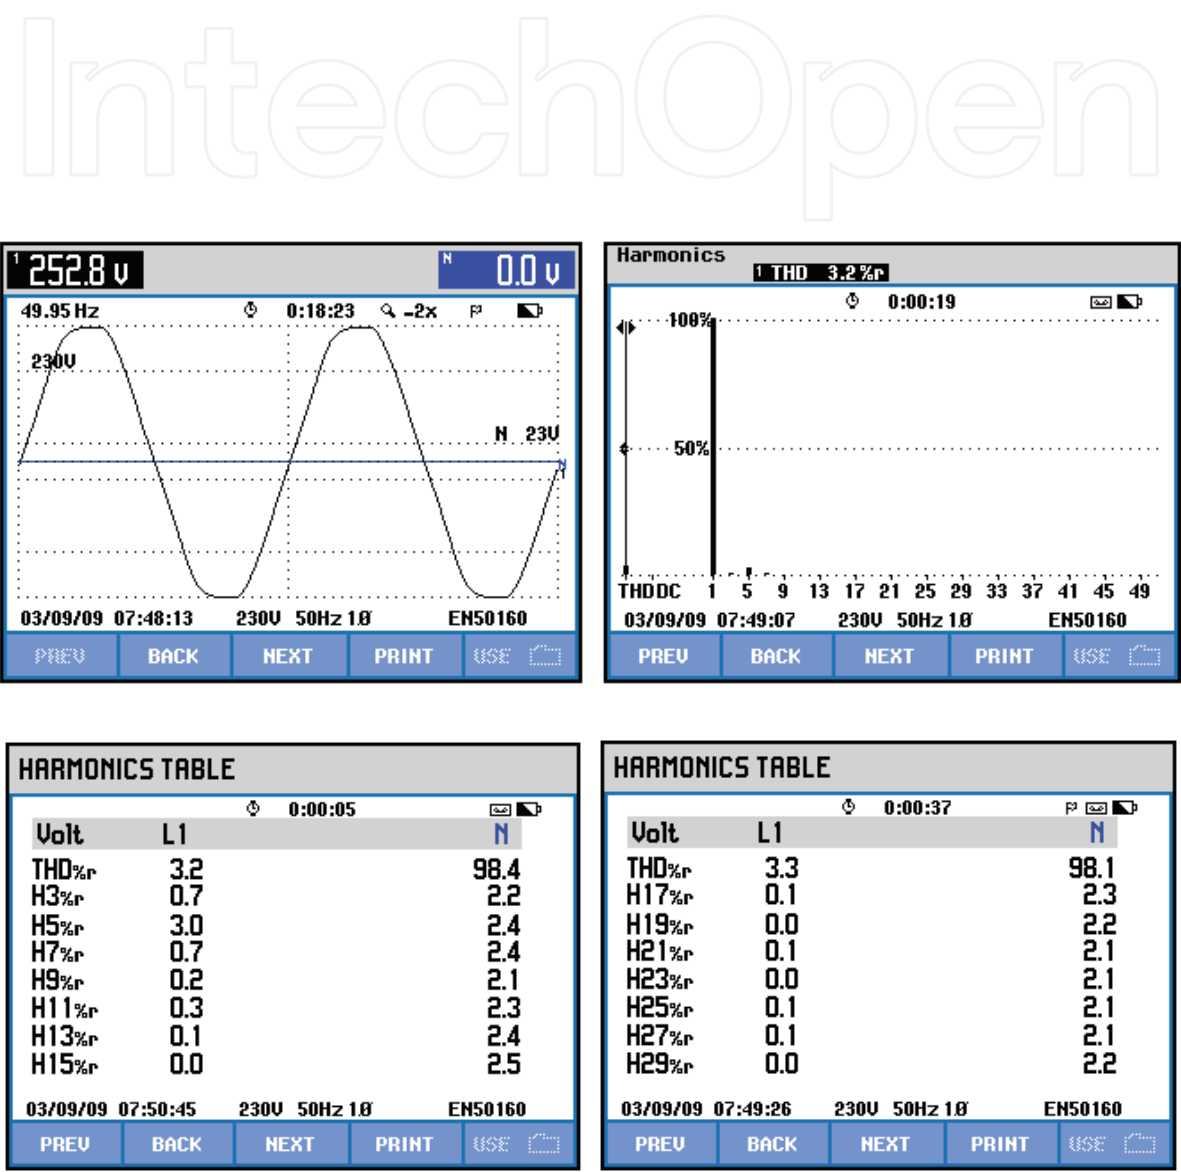 IntechOpen
1 252.8 V N 0.0 V
49.95 Hz 0:18:23 -2x
230V
N 23V
N
1
03/09/09 07:48:13 230V 50Hz 1.Ø EN50160
PREV BACK NEXT PRINT USE
Harmonics
1 THD 3.2%r
0:00:19
100%
50%
THD DC 1 5 9 13 17 21 25 29 33 37 41 45 49
03/09/09 07:49:07 230V 50Hz 1.Ø EN50160
PREV BACK NEXT PRINT USE
HARMONICS TABLE
0:00:05
Volt L1 N
THD%r 3.2 98.4
H3%r 0.7 2.2
H5%r 3.0 2.4
H7%r 0.7 2.4
H9%r 0.2 2.1
H11%r 0.3 2.3
H13%r 0.1 2.4
H15%r 0.0 2.5
03/09/09 07:50:45 230V 50Hz 1.Ø EN50160
PREV BACK NEXT PRINT USE
HARMONICS TABLE
0:00:37
Volt L1 N
THD%r 3.3 98.1
H17%r 0.1 2.3
H19%r 0.0 2.2
H21%r 0.1 2.1
H23%r 0.0 2.1
H25%r 0.1 2.1
H27%r 0.1 2.1
H29%r 0.0 2.2
03/09/09 07:49:26 230V 50Hz 1.Ø EN50160
PREV BACK NEXT PRINT USE